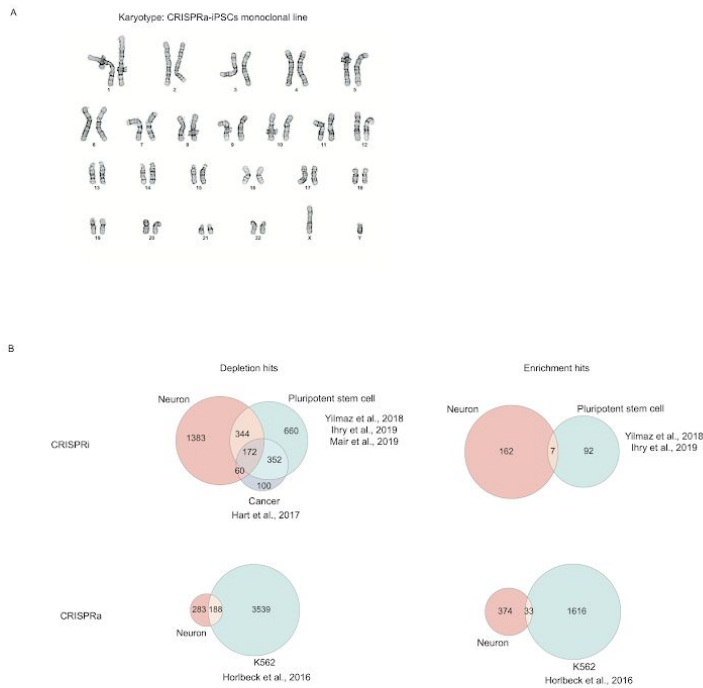 A
Karyotype: CRISPRa-iPSCs monoclonal line
1 2 3 4 5
6 7 8 9 10 11 12
13 14 15 16 17 18
19 20 21 22 X Y
B
Depletion hits
Enrichment hits
CRISPRi
Neuron
Pluripotent stem cell
Yilmaz et al., 2018
Ihry et al., 2019
Mair et al., 2019
1383
344
660
172
352
60
100
Cancer
Hart et al., 2017
Neuron
Pluripotent stem cell
Yilmaz et al., 2018
Ihry et al., 2019
162
7
92
CRISPRa
283
188
3539
Neuron
K562
Horlbeck et al., 2016
374
33
1616
Neuron
K562
Horlbeck et al., 2016